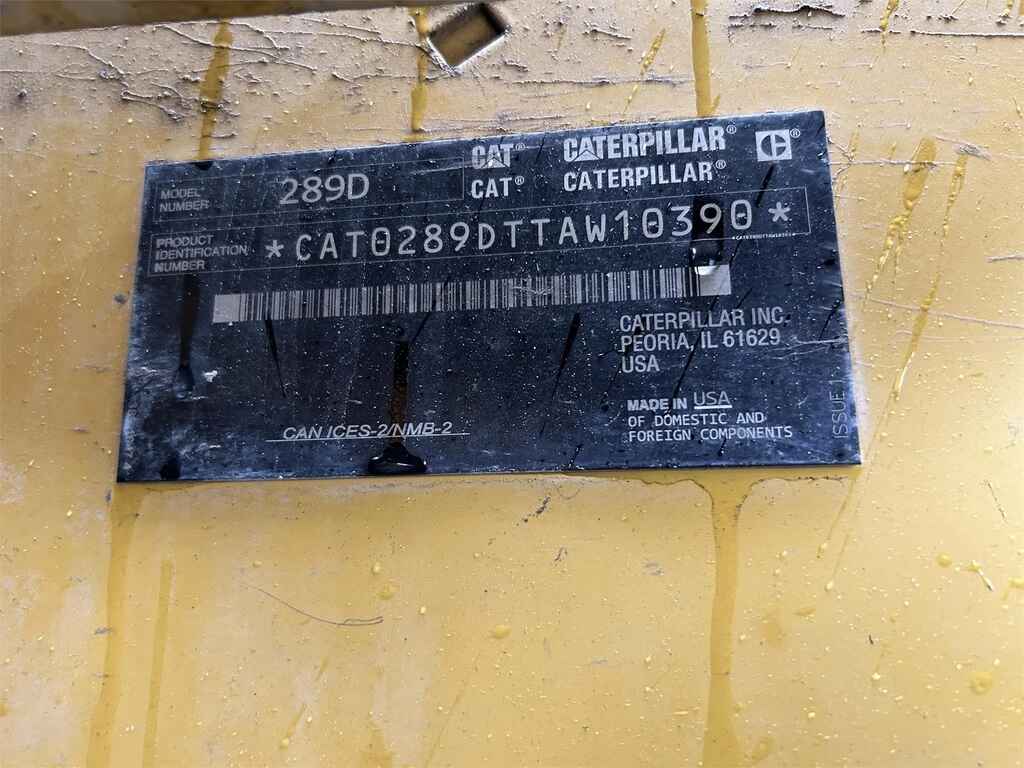 CAT® CATERPILLAR®
CAT® CATERPILLAR®
MODEL NUMBER 289D
PRODUCT IDENTIFICATION NUMBER *CAT0289DTTAW10390*
CATERPILLAR INC.
PEORIA, IL 61629
USA
MADE IN USA
OF DOMESTIC AND
FOREIGN COMPONENTS
CAN ICES-2/NMB-2
ISSUE 1